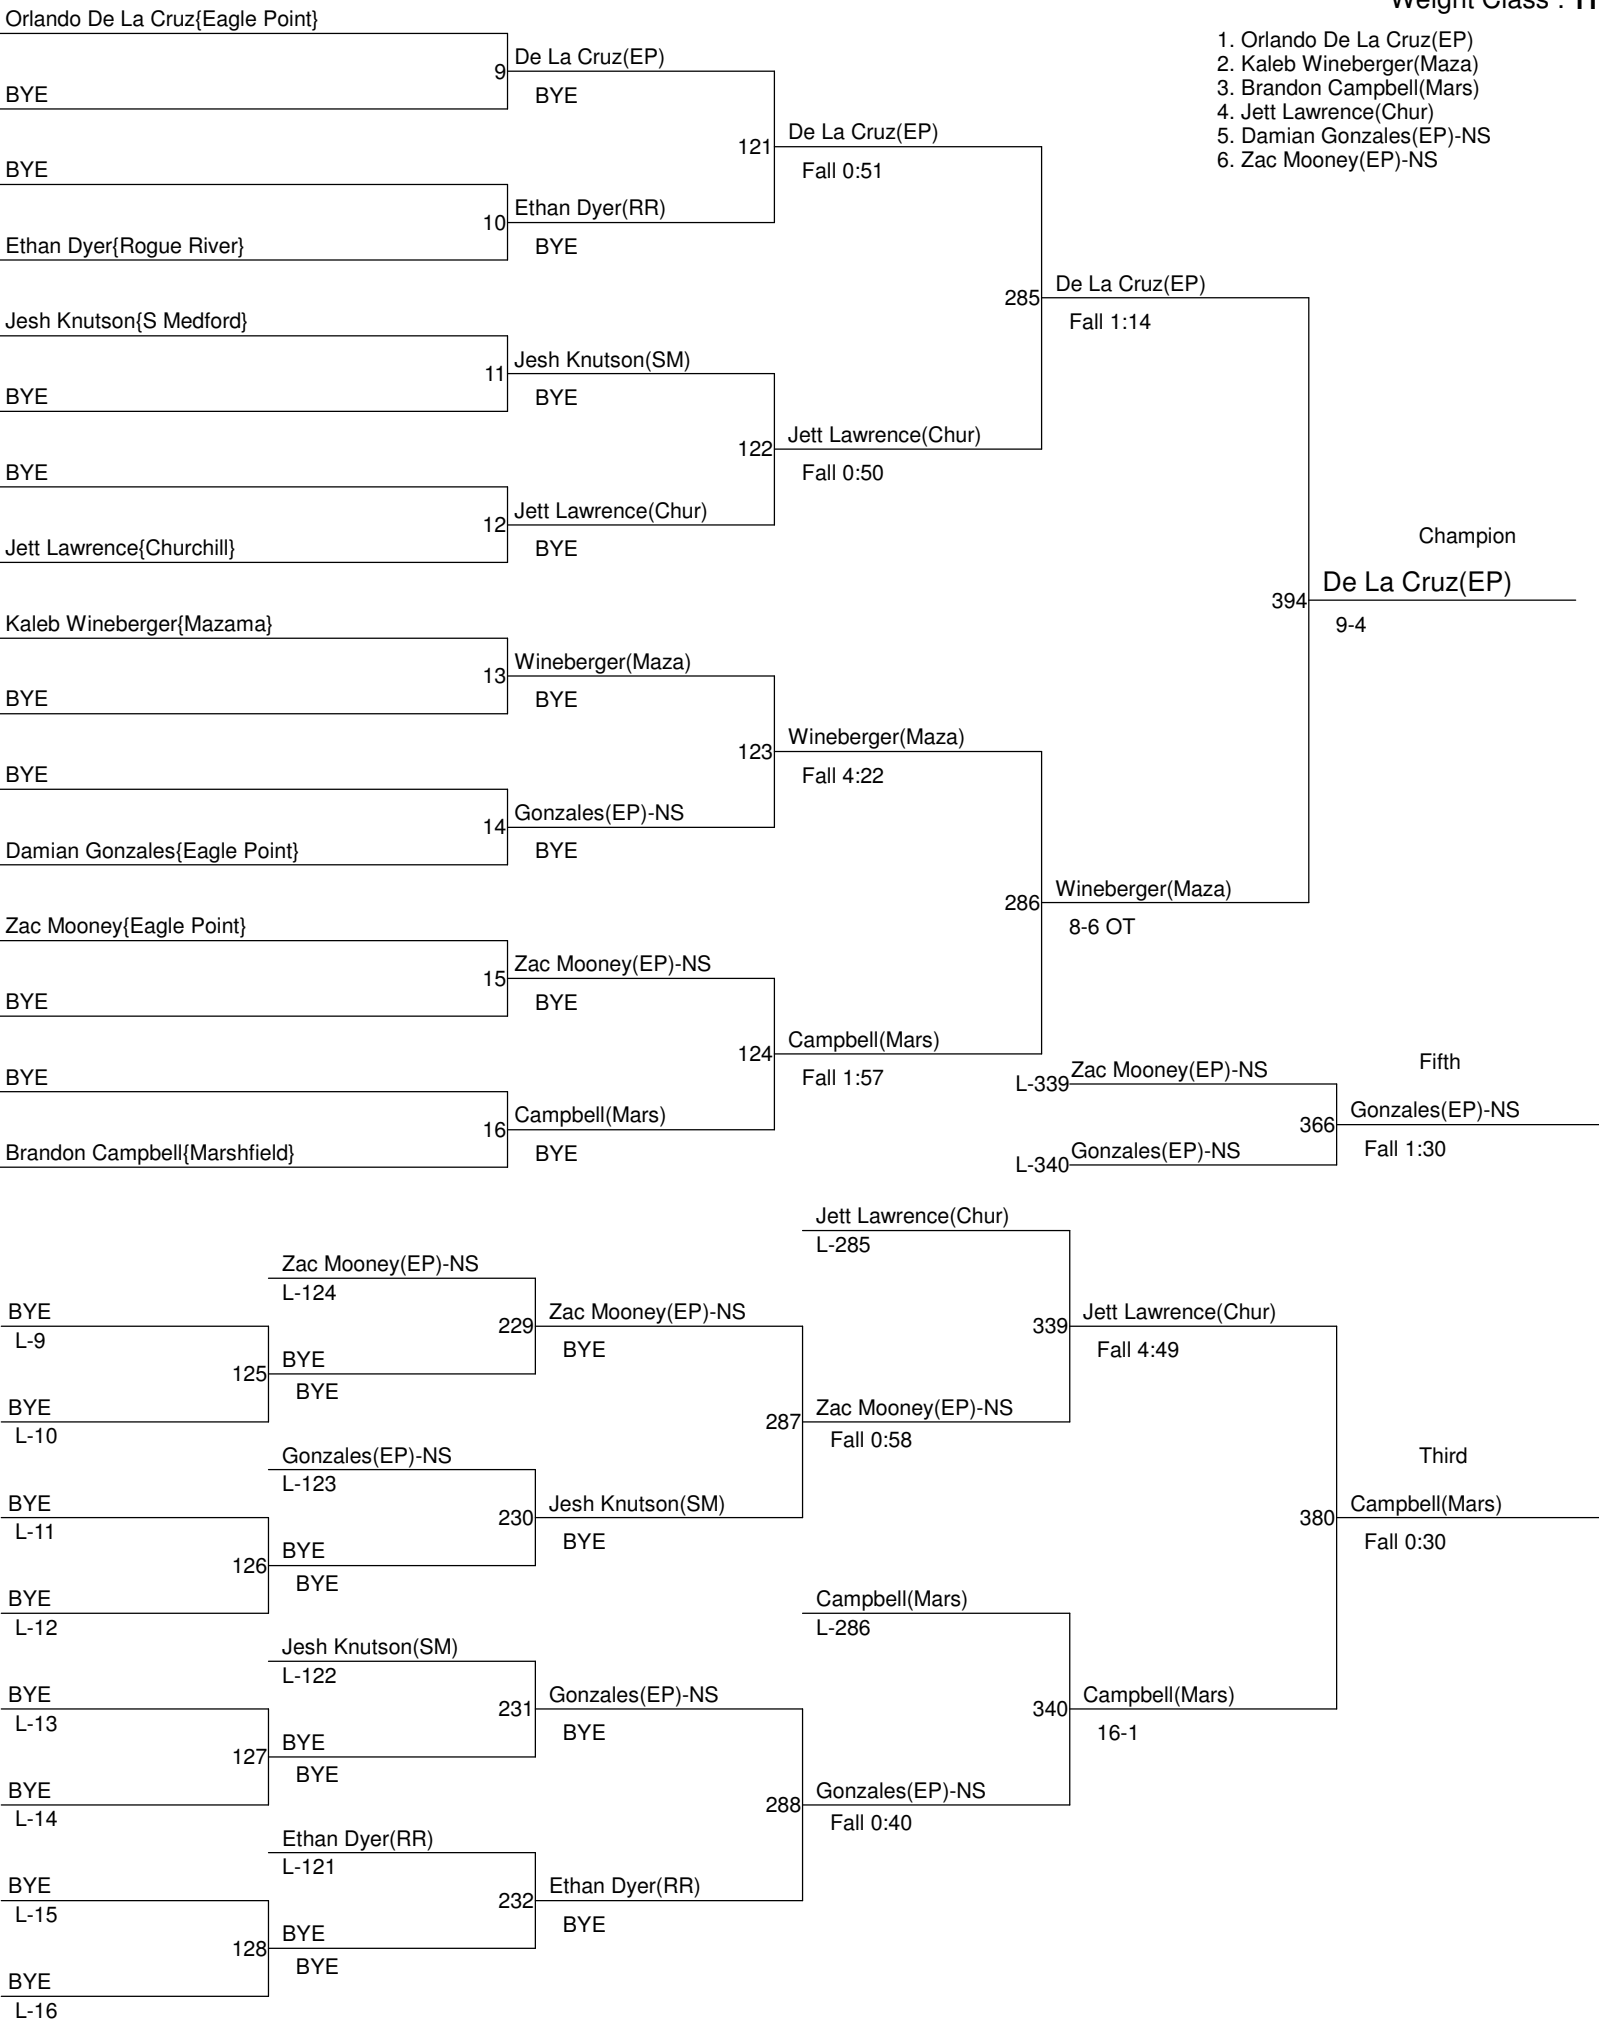 Weight Class :
1. Orlando De La Cruz(EP)
2. Kaleb Wineberger(Maza)
3. Brandon Campbell(Mars)
4. Jett Lawrence(Chur)
5. Damian Gonzales(EP)-NS
6. Zac Mooney(EP)-NS
Orlando De La Cruz{Eagle Point}
9
De La Cruz(EP)
BYE
BYE
121
De La Cruz(EP)
Fall 0:51
BYE
10
Ethan Dyer(RR)
Ethan Dyer{Rogue River}
BYE
285
De La Cruz(EP)
Fall 1:14
Jesh Knutson{S Medford}
11
Jesh Knutson(SM)
BYE
BYE
122
Jett Lawrence(Chur)
Fall 0:50
BYE
12
Jett Lawrence(Chur)
Jett Lawrence{Churchill}
BYE
Champion
394
De La Cruz(EP)
9-4
Kaleb Wineberger{Mazama}
13
Wineberger(Maza)
BYE
BYE
123
Wineberger(Maza)
Fall 4:22
BYE
14
Gonzales(EP)-NS
Damian Gonzales{Eagle Point}
BYE
286
Wineberger(Maza)
8-6 OT
Zac Mooney{Eagle Point}
15
Zac Mooney(EP)-NS
BYE
BYE
124
Campbell(Mars)
Fall 1:57
BYE
16
Campbell(Mars)
Brandon Campbell{Marshfield}
BYE
Fifth
L-339
Zac Mooney(EP)-NS
366
Gonzales(EP)-NS
Fall 1:30
L-340
Gonzales(EP)-NS
Jett Lawrence(Chur)
L-285
Zac Mooney(EP)-NS
L-124
BYE
L-9
229
Zac Mooney(EP)-NS
BYE
339
Jett Lawrence(Chur)
Fall 4:49
125
BYE
BYE
BYE
L-10
287
Zac Mooney(EP)-NS
Fall 0:58
Gonzales(EP)-NS
L-123
Third
BYE
L-11
230
Jesh Knutson(SM)
BYE
380
Campbell(Mars)
Fall 0:30
126
BYE
BYE
BYE
L-12
Campbell(Mars)
L-286
Jesh Knutson(SM)
L-122
BYE
L-13
231
Gonzales(EP)-NS
BYE
340
Campbell(Mars)
16-1
127
BYE
BYE
BYE
L-14
288
Gonzales(EP)-NS
Fall 0:40
Ethan Dyer(RR)
L-121
BYE
L-15
232
Ethan Dyer(RR)
BYE
128
BYE
BYE
BYE
L-16